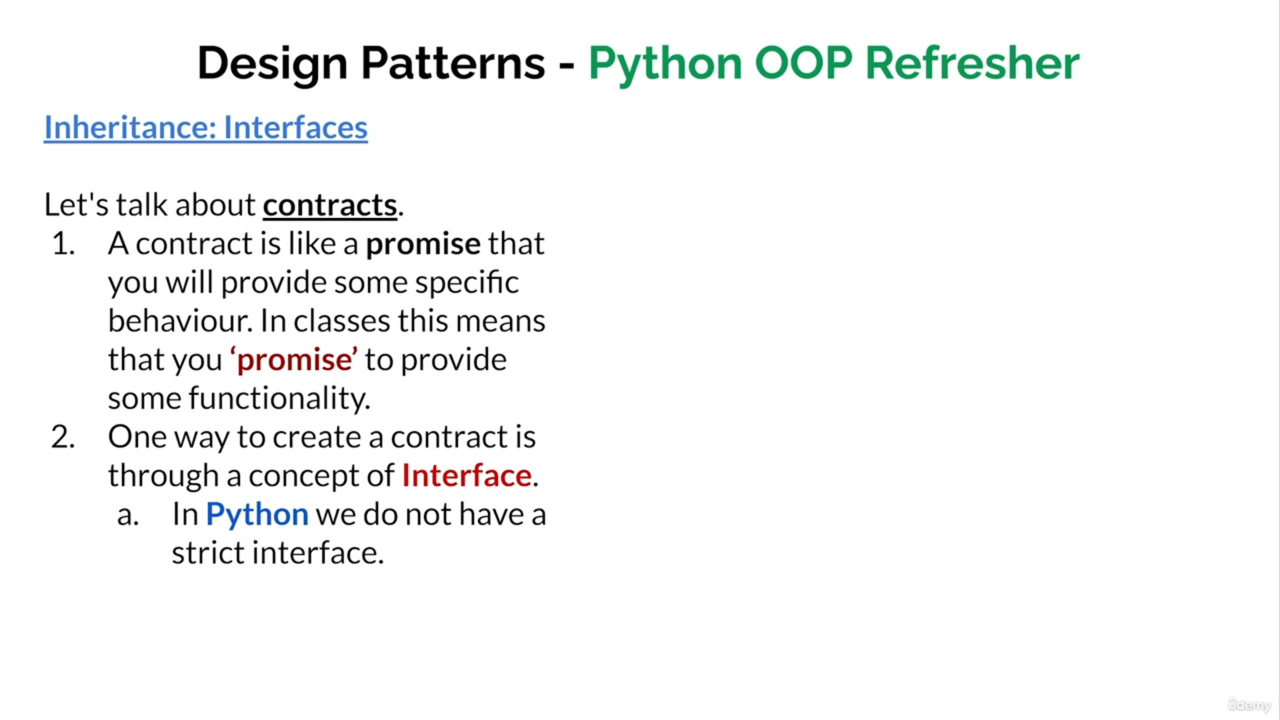 Design Patterns - Python OOP Refresher
Inheritance: Interfaces
Let's talk about contracts.
1. A contract is like a promise that
you will provide some specific
behaviour. In classes this means
that you ‘promise’ to provide
some functionality.
2. One way to create a contract is
through a concept of Interface.
a. In Python we do not have a
strict interface.
ûdemy